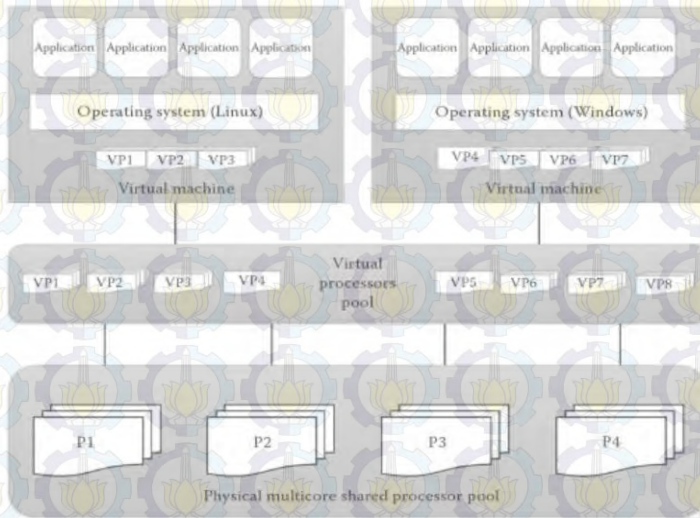 Application Application Application Application
Application Application Application Application
Operating system (Linux)
Operating system (Windows)
VP1 VP2 VP3
VP4 VP5 VP6 VP7
Virtual machine
Virtual machine
VP1 VP2 VP3 VP4
Virtual
processors
pool
VP5 VP6 VP7 VP8
P1 P2 P3 P4
Physical multicore shared processor pool